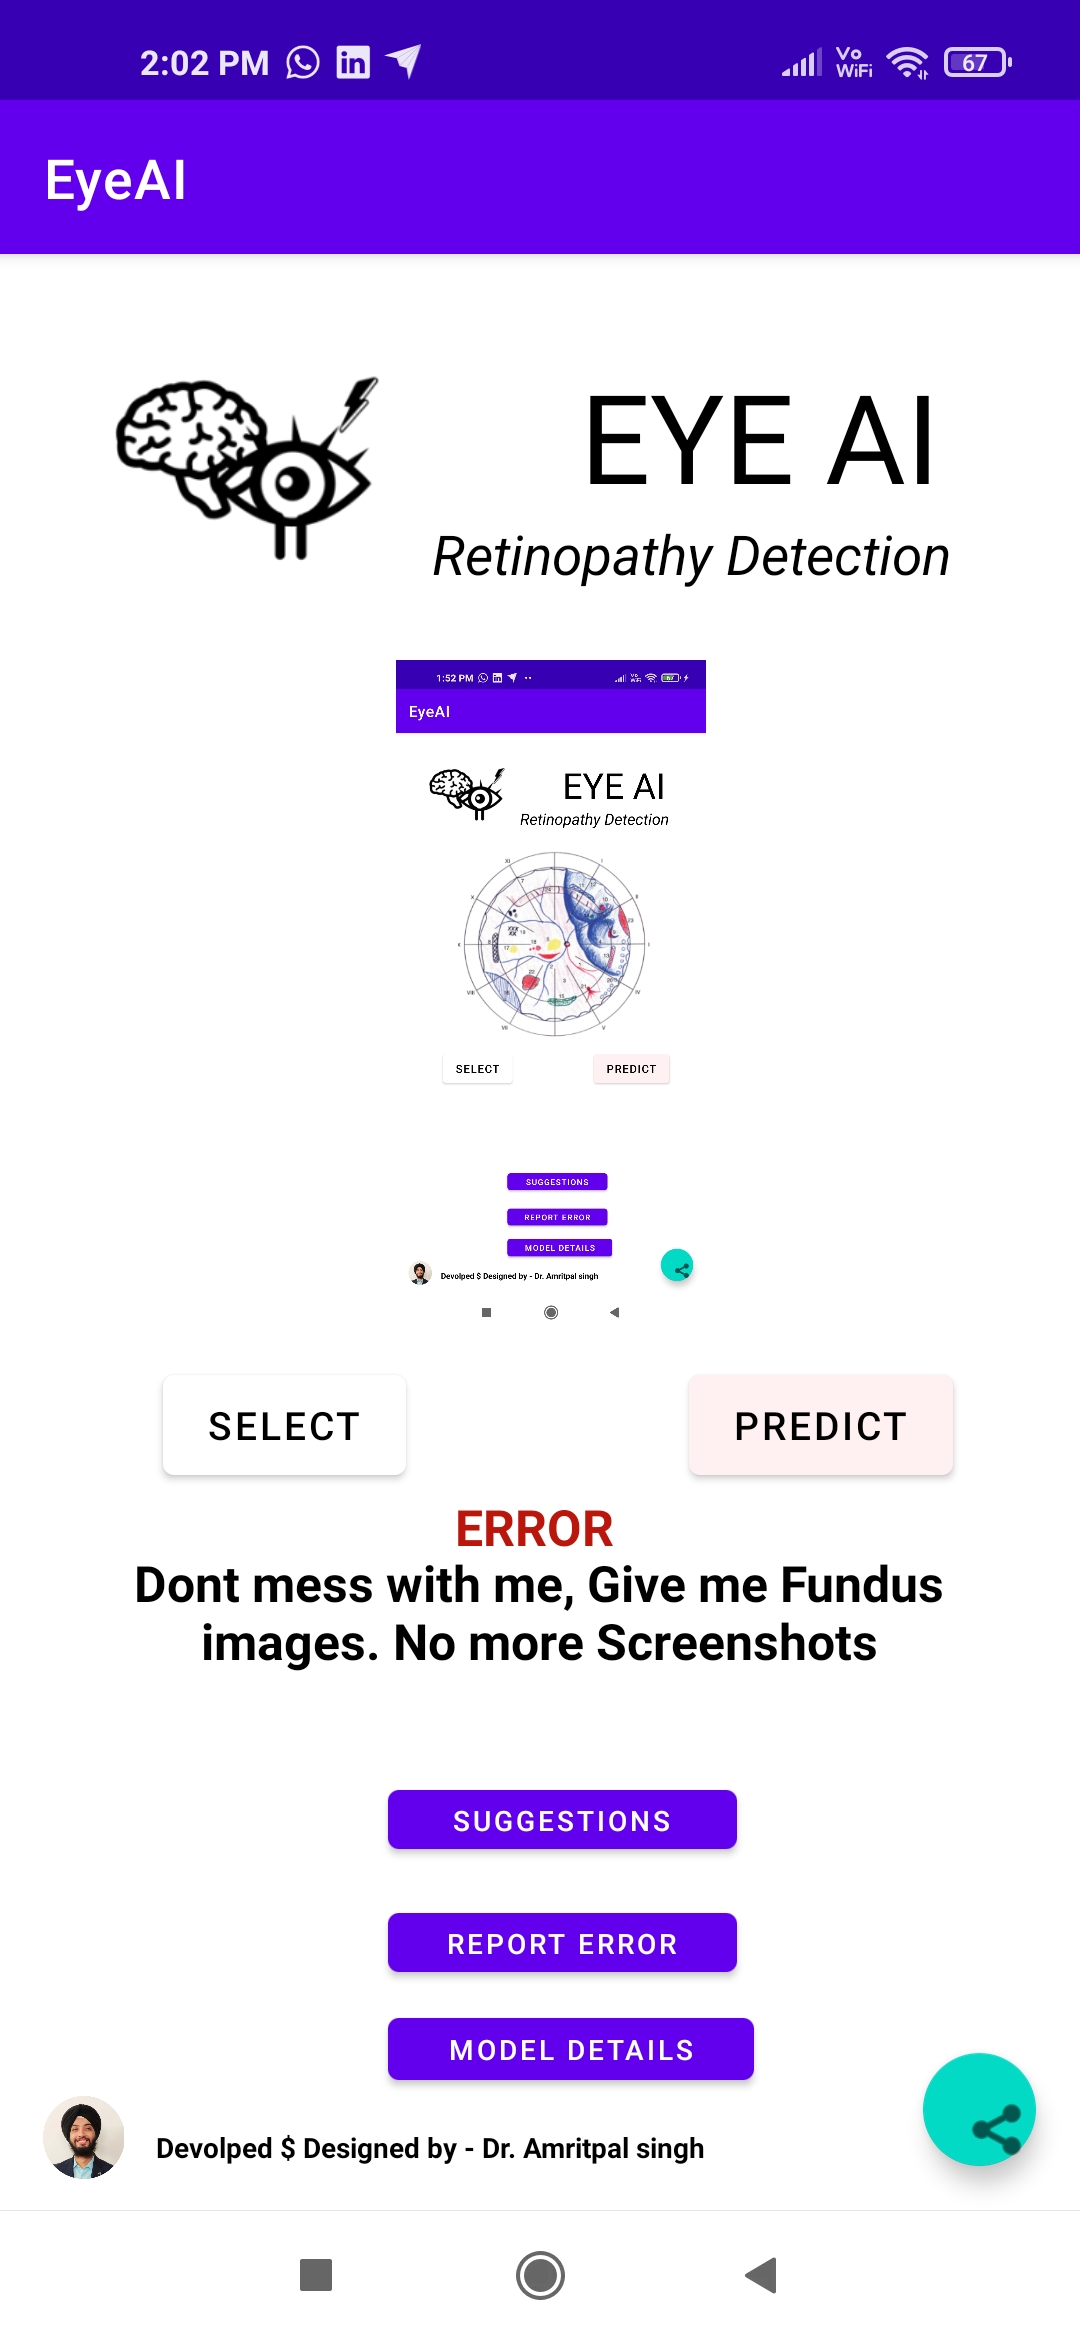 2:02 PM
Vo
WiFi
67
EyeAI
EYE AI
Retinopathy Detection
1:52 PM
EyeAI
EYE AI
Retinopathy Detection
SELECT
PREDICT
SUGGESTIONS
REPORT ERROR
MODEL DETAILS
Devolped $ Designed by - Dr. Amritpal singh
SELECT
PREDICT
ERROR
Dont mess with me, Give me Fundus
images. No more Screenshots
SUGGESTIONS
REPORT ERROR
MODEL DETAILS
Devolped $ Designed by - Dr. Amritpal singh